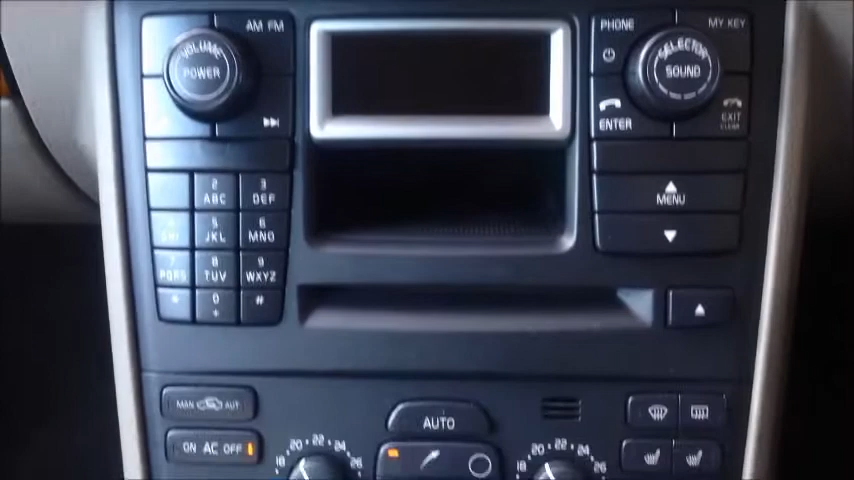 AM FM
VOLUME
POWER
PHONE
MY KEY
SELECTOR
SOUND
ENTER
EXIT
CLEAR
2 ABC
3 DEF
MENU
5 JKL
6 MNO
7 PQRS
8 TUV
9 WXYZ
*
0 +
#
MAN AUT
ON AC OFF
AUTO
18 20 22 24 26
18 20 22 24 26